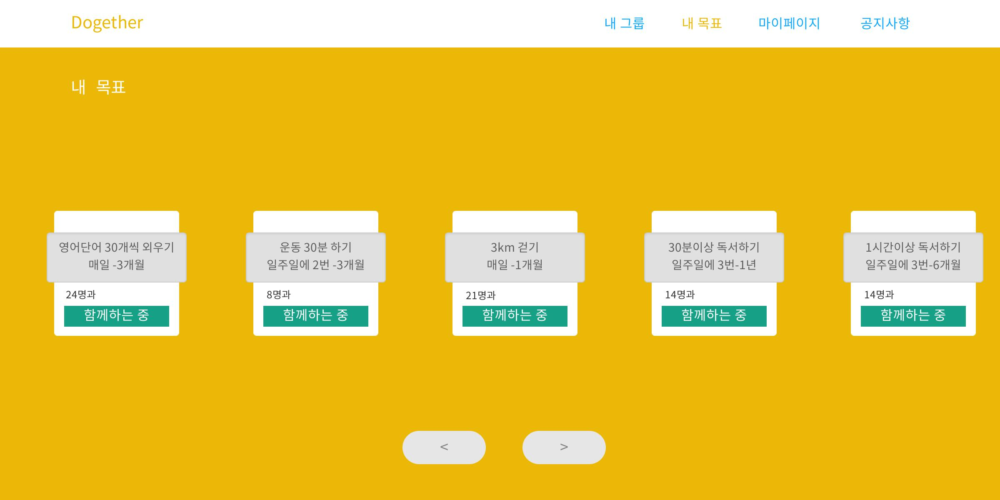 Dogether
내 그룹
내 목표
마이페이지
공지사항
내 목표
영어단어 30개씩 외우기
매일 -3개월
24명과
함께하는 중
운동 30분 하기
일주일에 2번 -3개월
8명과
함께하는 중
3km 걷기
매일 -1개월
21명과
함께하는 중
30분이상 독서하기
일주일에 3번-1년
14명과
함께하는 중
1시간이상 독서하기
일주일에 3번-6개월
14명과
함께하는 중
<
>